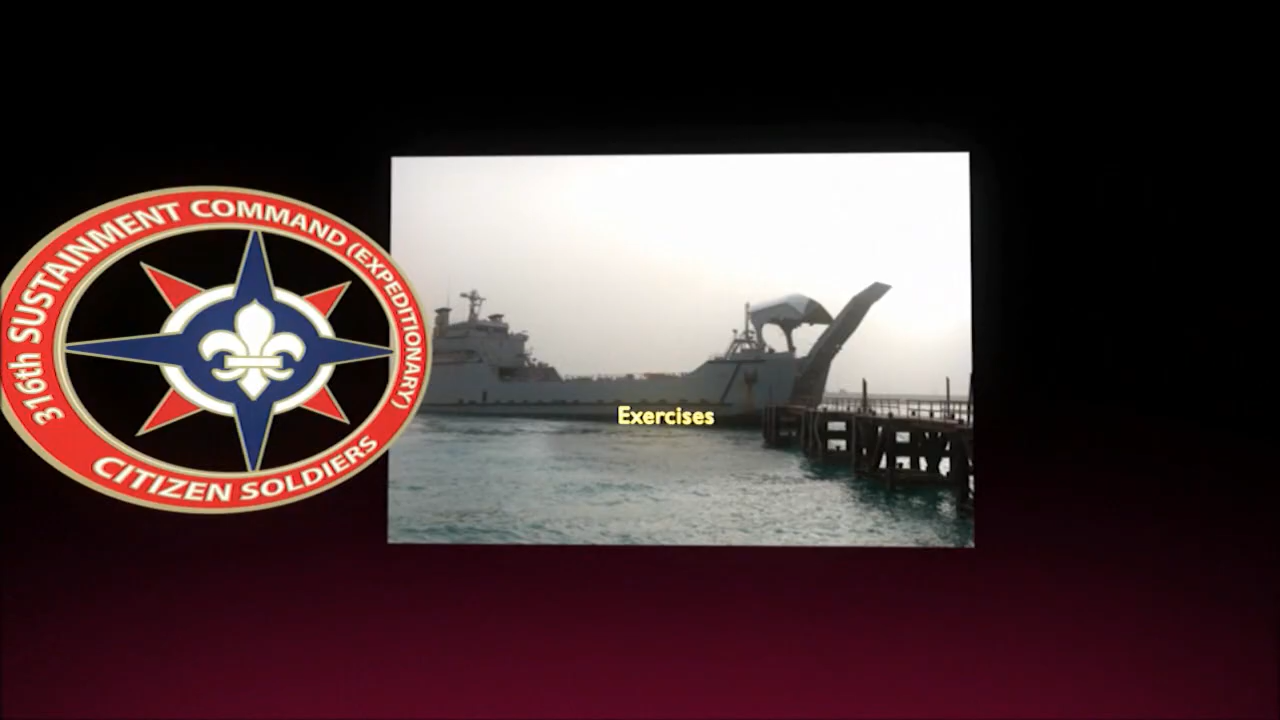 316th SUSTAINMENT COMMAND (EXPEDITIONARY)
CITIZEN SOLDIERS
Exercises